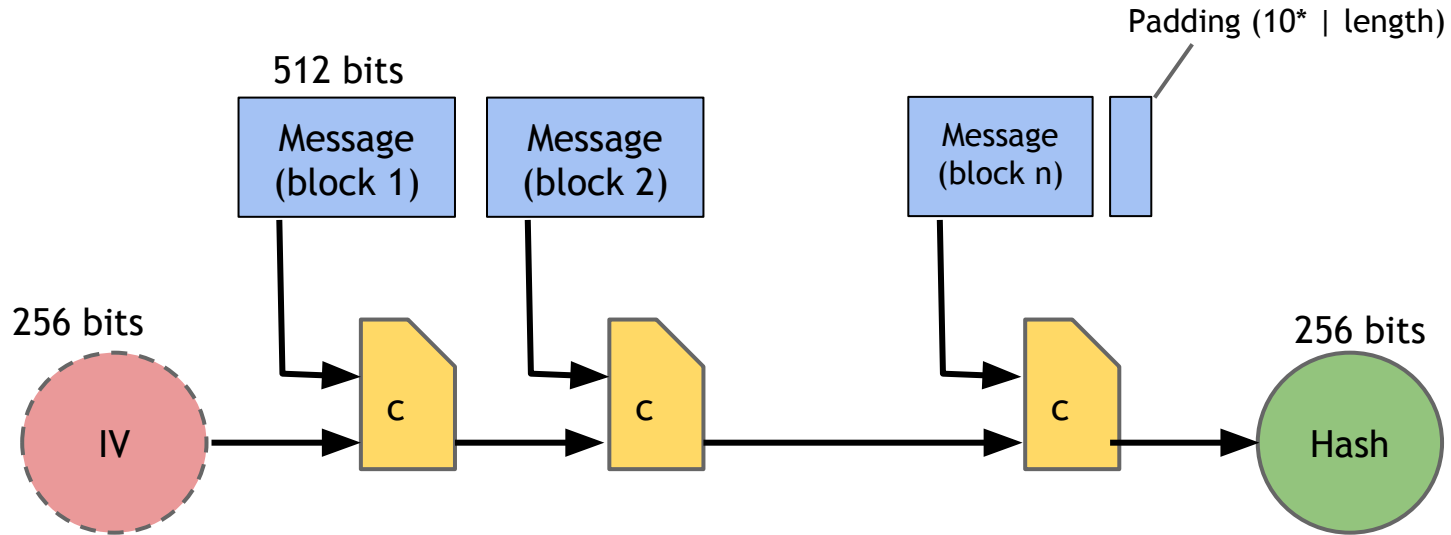 Padding (10* | length)
512 bits
Message
(block 1)
Message
(block 2)
Message
(block n)
256 bits
IV
c
c
c
256 bits
Hash